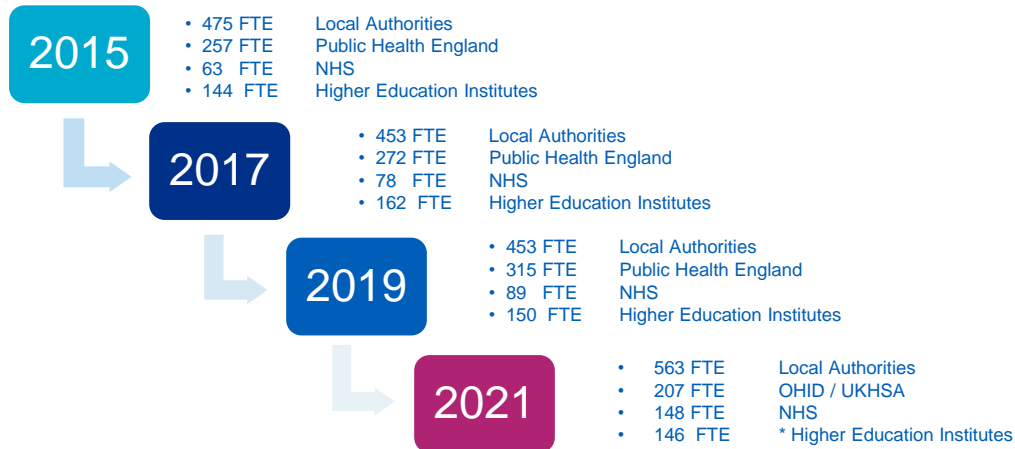 2015
• 475 FTE Local Authorities
• 257 FTE Public Health England
• 63 FTE NHS
• 144 FTE Higher Education Institutes
2017
• 453 FTE Local Authorities
• 272 FTE Public Health England
• 78 FTE NHS
• 162 FTE Higher Education Institutes
2019
• 453 FTE Local Authorities
• 315 FTE Public Health England
• 89 FTE NHS
• 150 FTE Higher Education Institutes
2021
• 563 FTE Local Authorities
• 207 FTE OHID / UKHSA
• 148 FTE NHS
• 146 FTE * Higher Education Institutes